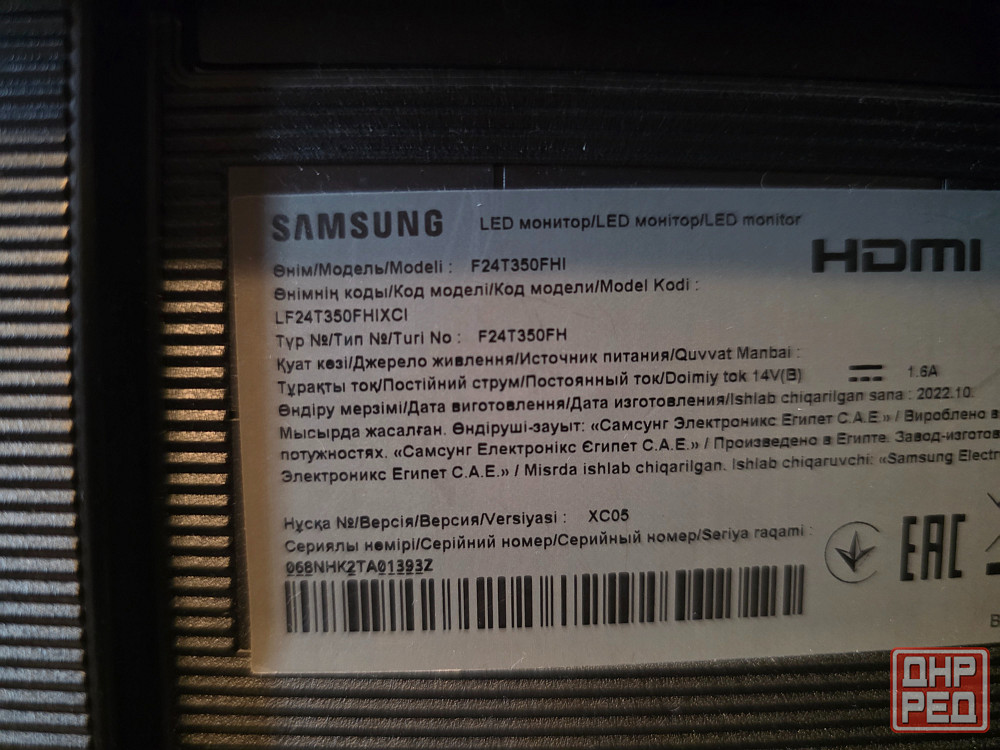 SAMSUNG LED монитор/LED монітор/LED monitor
HDMI
Өнім/Модель/Modeli : F24T350FHI
Өнімнің коды/Код моделі/Код модели/Model Kodi :
LF24T350FHIXCI
Түр №/Тип №/Turi No : F24T350FH
Қуат көзі/Джерело живлення/Источник питания/Quvvat Manbai :
Тұрақты тоқ/Постійний струм/Постоянный ток/Doimiy tok 14V(B) 1.6A
Өндіру мерзімі/Дата виготовлення/Дата изготовления/Ishlab chiqarilgan sana : 2022.10.
Мысырда жасалған. Өндіруші-зауыт: «Самсунг Электроникс Египет С.А.Е.» / Вироблено в
потужностях. «Самсунг Електронікс Єгипет С.А.Е.» / Произведено в Египте. Завод-изготов
Электроникс Египет С.А.Е.» / Misrda ishlab chiqarilgan. Ishlab chiqaruvchi: «Samsung Electr
Нұсқа №/Версія/Версия/Versiyasi : XC05
Сериялы нөмірі/Серійний номер/Серийный номер/Seriya raqami :
068NHK2TA01393Z
EAC
В
ДНР
РЕД